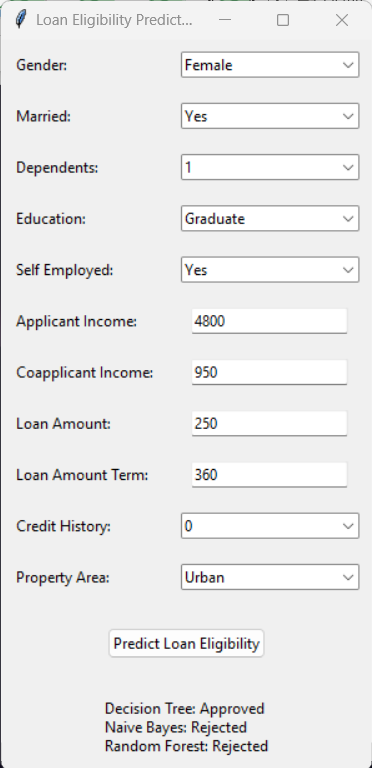 Loan Eligibility Predict...
Gender: Female
Married: Yes
Dependents: 1
Education: Graduate
Self Employed: Yes
Applicant Income: 4800
Coapplicant Income: 950
Loan Amount: 250
Loan Amount Term: 360
Credit History: 0
Property Area: Urban
Predict Loan Eligibility
Decision Tree: Approved
Naive Bayes: Rejected
Random Forest: Rejected